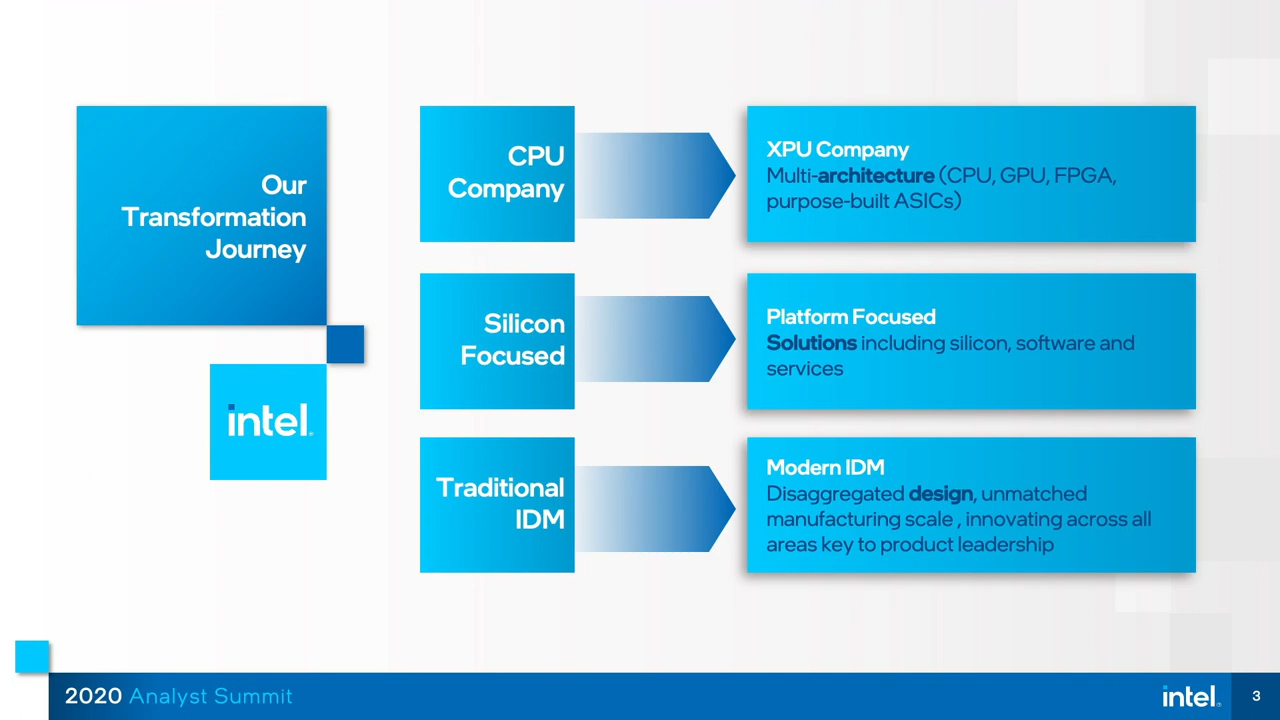 Our
Transformation
Journey
intel.
CPU
Company
XPU Company
Multi-architecture (CPU, GPU, FPGA,
purpose-built ASICs)
Silicon
Focused
Platform Focused
Solutions including silicon, software and
services
Traditional
IDM
Modern IDM
Disaggregated design, unmatched
manufacturing scale , innovating across all
areas key to product leadership
2020 Analyst Summit
intel.
3